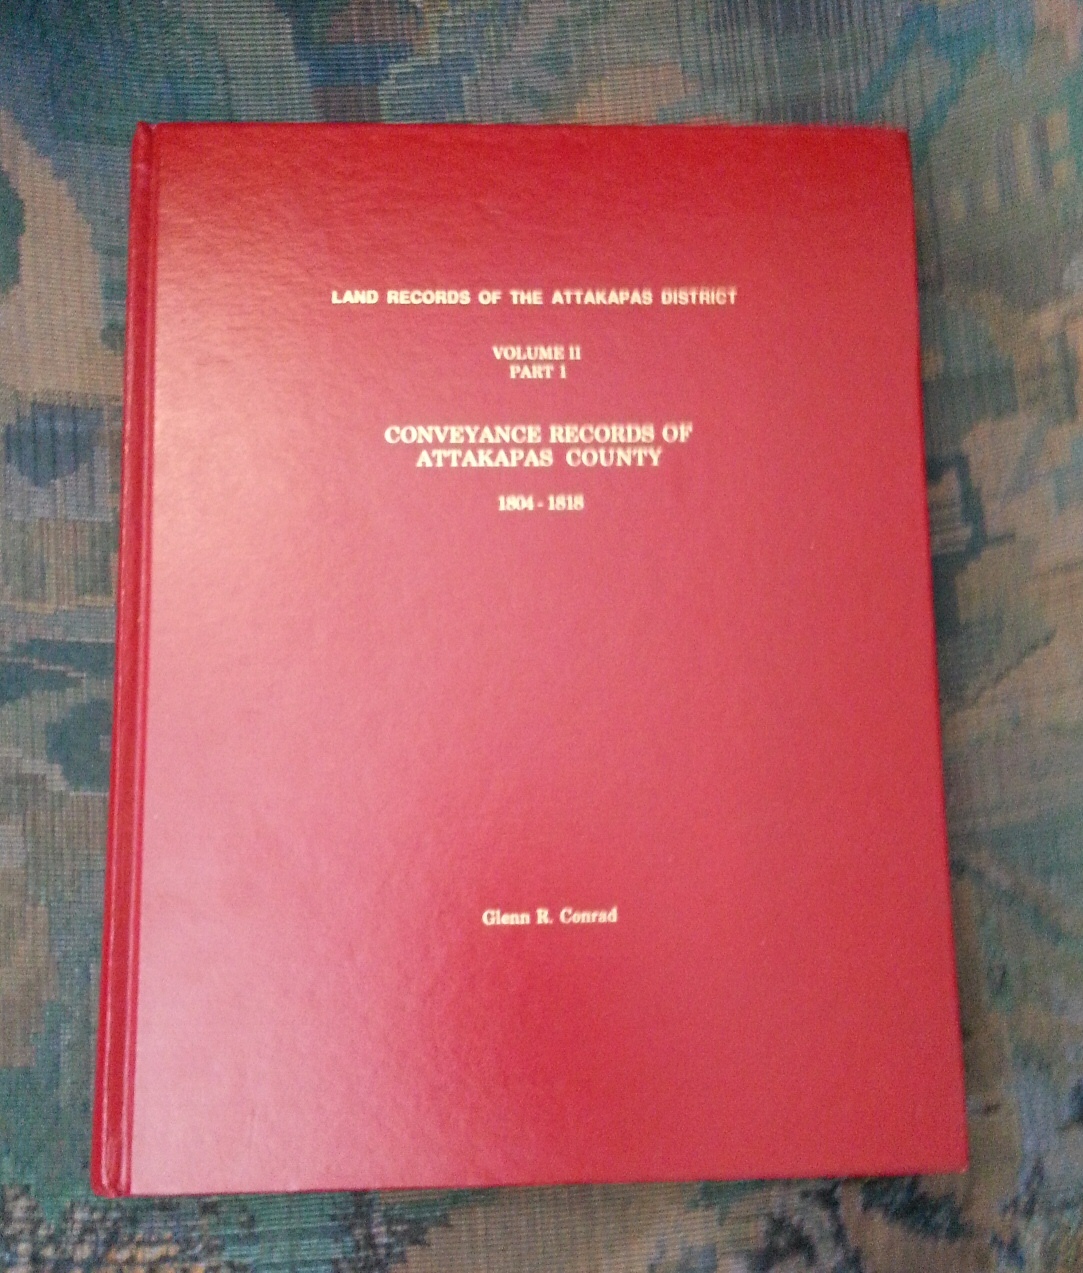 LAND RECORDS OF THE ATTAKAPAS DISTRICT
VOLUME II
PART 1
CONVEYANCE RECORDS OF
ATTAKAPAS COUNTY
1804 - 1818
Glenn R. Conrad